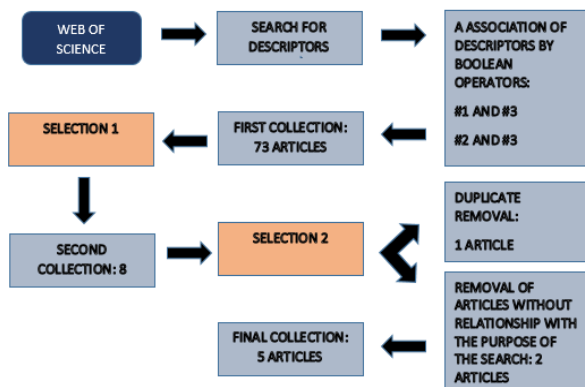 WEB OF
SCIENCE
SEARCH FOR
DESCRIPTORS
A ASSOCIATION OF
DESCRIPTORS BY
BOOLEAN
OPERATORS:
#1 AND #3
#2 AND #3
FIRST COLLECTION:
73 ARTICLES
SELECTION 1
SECOND
COLLECTION: 8
SELECTION 2
DUPLICATE
REMOVAL:
1 ARTICLE
REMOVAL OF
ARTICLES WITHOUT
RELATIONSHIP WITH
THE PURPOSE OF
THE SEARCH: 2
ARTICLES
FINAL COLLECTION:
5 ARTICLES